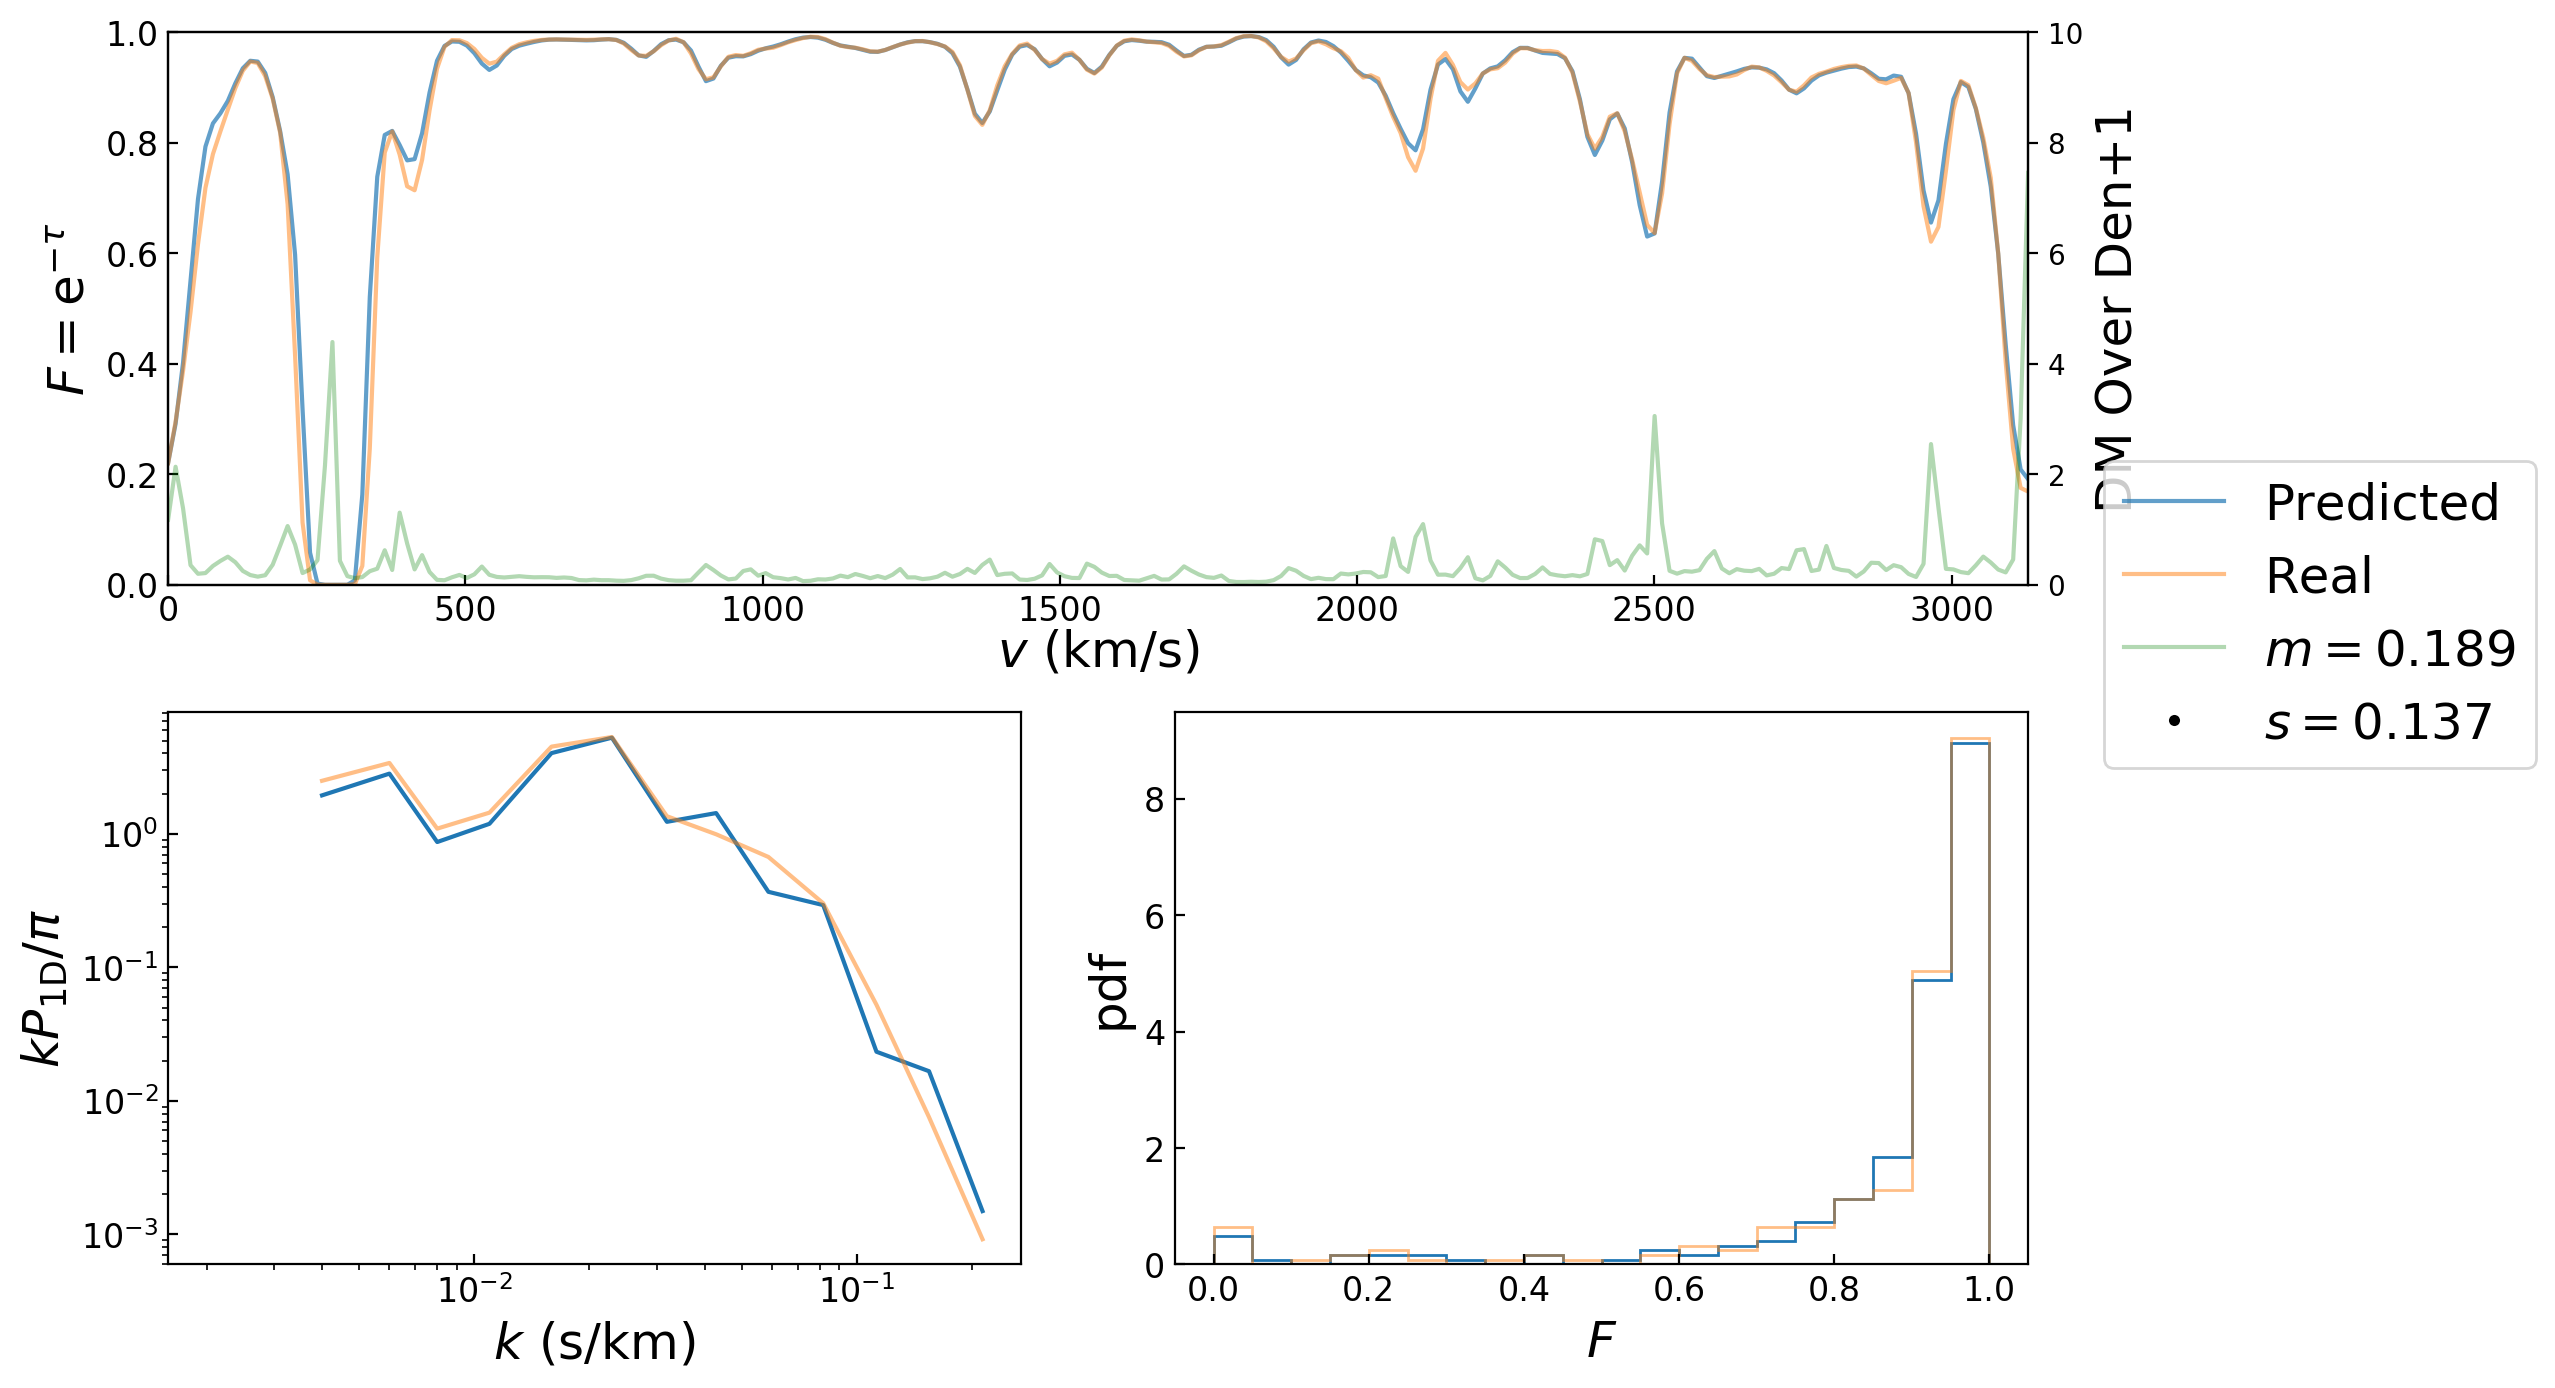 1.0
0.8
0.6
0.4
0.2
0.0
F = e^{−τ}
10
8
6
4
2
0
DM Over Den+1
0 500 1000 1500 2000 2500 3000
v (km/s)
Predicted
Real
m = 0.189
s = 0.137
10^0
10^{−1}
10^{−2}
10^{−3}
kP_{1D}/π
10^{−2} 10^{−1}
k (s/km)
8
6
4
2
0
pdf
0.0 0.2 0.4 0.6 0.8 1.0
F